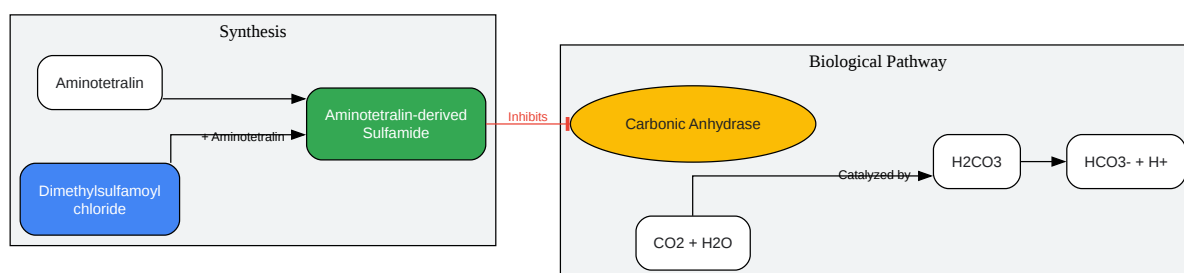 Synthesis
Aminotetralin
+ Aminotetralin
Dimethylsulfamoyl
chloride
Aminotetralin-derived
Sulfamide
Inhibits
Biological Pathway
Carbonic Anhydrase
CO2 + H2O
Catalyzed by
H2CO3
HCO3- + H+